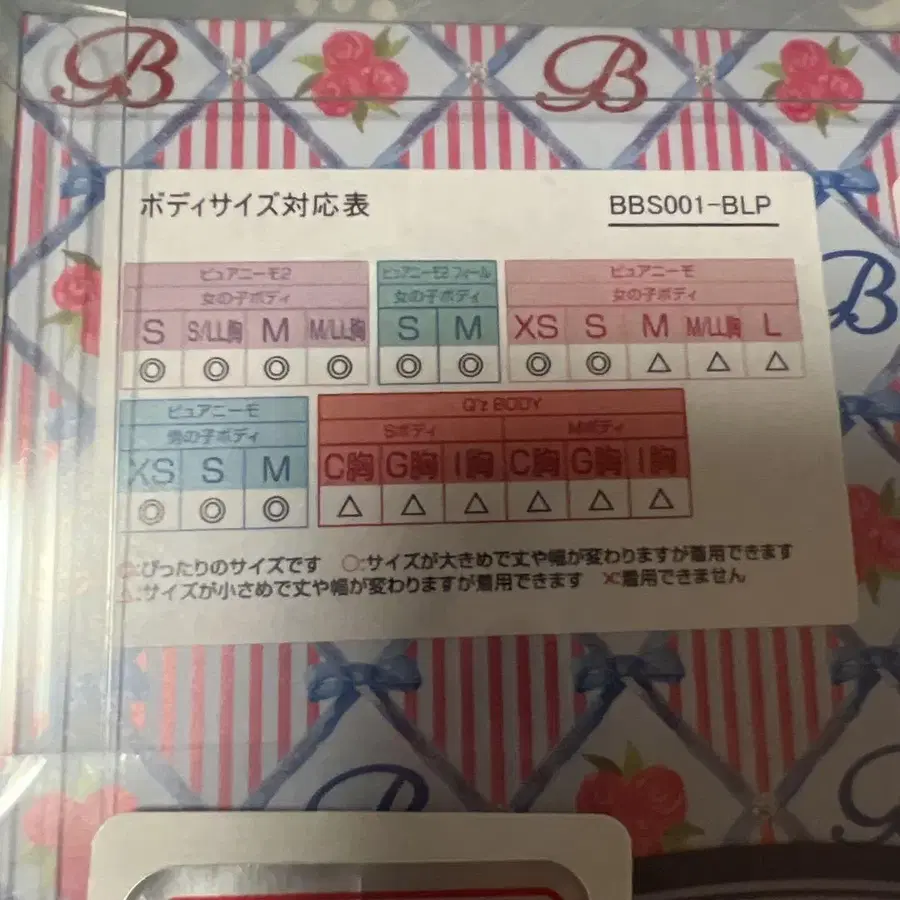 B B
ボディサイズ対応表 BBS001-BLP
ピュアニーモ2 ピュアニーモ2 フィール ピュアニーモ
女の子ボディ 女の子ボディ 女の子ボディ
S S/LL胸 M M/LL胸 S M XS S M M/LL胸 L
◎ ◎ ◎ ◎ ◎ ◎ ◎ ◎ △ △ △
B
ピュアニーモ Q'z BODY
男の子ボディ Sボディ Mボディ
XS S M C胸 G胸 I胸 C胸 G胸 I胸
◎ ◎ ◎ △ △ △ △ △ △
◎:ぴったりのサイズです ○:サイズが大きめで丈や幅が変わりますが着用できます
△:サイズが小さめで丈や幅が変わりますが着用できます ×:着用できません
B B